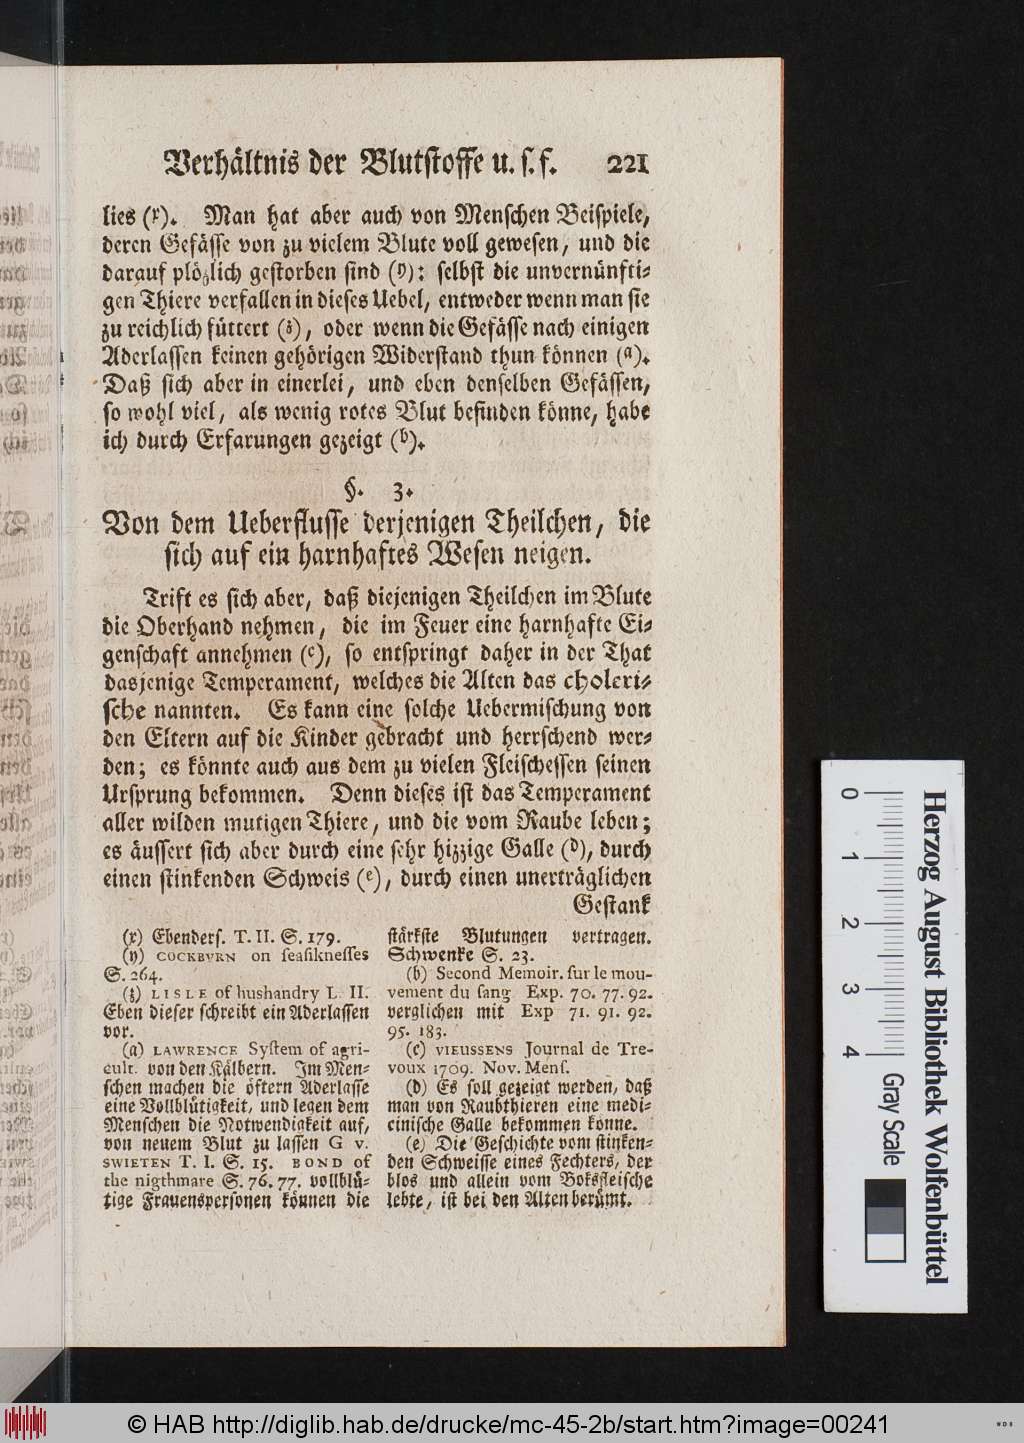 Verhältnis der Blutstoffe u. s. f. 221
lies (x). Man hat aber auch von Menschen Beispiele,
deren Gefässe von zu vielem Blute voll gewesen, und die
darauf plözlich gestorben sind (y): selbst die unvernünfti-
gen Thiere verfallen in dieses Uebel, entweder wenn man sie
zu reichlich füttert (z), oder wenn die Gefässe nach einigen
Aderlassen keinen gehörigen Widerstand thun können (a).
Daß sich aber in einerlei, und eben denselben Gefässen,
so wohl viel, als wenig rotes Blut befinden könne, habe
ich durch Erfarungen gezeigt (b).
§. 3.
Von dem Ueberflusse derjenigen Theilchen, die
sich auf ein harnhaftes Wesen neigen.
Trift es sich aber, daß diejenigen Theilchen im Blute
die Oberhand nehmen, die im Feuer eine harnhafte Ei-
genschaft annehmen (c), so entspringt daher in der That
dasjenige Temperament, welches die Alten das choleri-
sche nannten. Es kann eine solche Uebermischung von
den Eltern auf die Kinder gebracht und herrschend wer-
den; es könnte auch aus dem zu vielen Fleischessen seinen
Ursprung bekommen. Denn dieses ist das Temperament
aller wilden mutigen Thiere, und die vom Raube leben;
es äussert sich aber durch eine sehr hizzige Galle (d), durch
einen stinkenden Schweis (e), durch einen unerträglichen
Gestank
(x) Ebenders. T. II. S. 179.
(y) COCKBVRN on seasiknesses
S. 264.
(z) LISLE of hushandry L. II.
Eben dieser schreibt ein Aderlassen
vor.
(a) LAWRENCE System of agri-
cult. von den Kälbern. Im Men-
schen machen die öftern Aderlasse
eine Vollblütigkeit, und legen dem
Menschen die Notwendigkeit auf,
von neuem Blut zu lassen G v.
SWIETEN T. I. S. 15. BOND of
the nigthmare S. 76. 77. vollblü-
tige Frauenspersonen können die
stärkste Blutungen vertragen.
Schwenke S. 23.
(b) Second Memoir. sur le mou-
vement du sang Exp. 70. 77. 92.
verglichen mit Exp 71. 91. 92.
95. 183.
(c) VIEUSSENS Journal de Tre-
voux 1709. Nov. Mens.
(d) Es soll gezeigt werden, daß
man von Raubthieren eine medi-
cinische Galle bekommen konne.
(e) Die Geschichte vom stinken-
den Schweisse eines Fechters, der
blos und allein vom Boksfleische
lebte, ist bei den Alten berümt.
0 1 2 3 4
Herzog August Bibliothek Wolfenbüttel
Gray Scale
© HAB http://diglib.hab.de/drucke/mc-45-2b/start.htm?image=00241